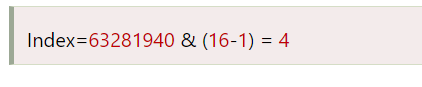 Index=63281940 & (16-1) = 4